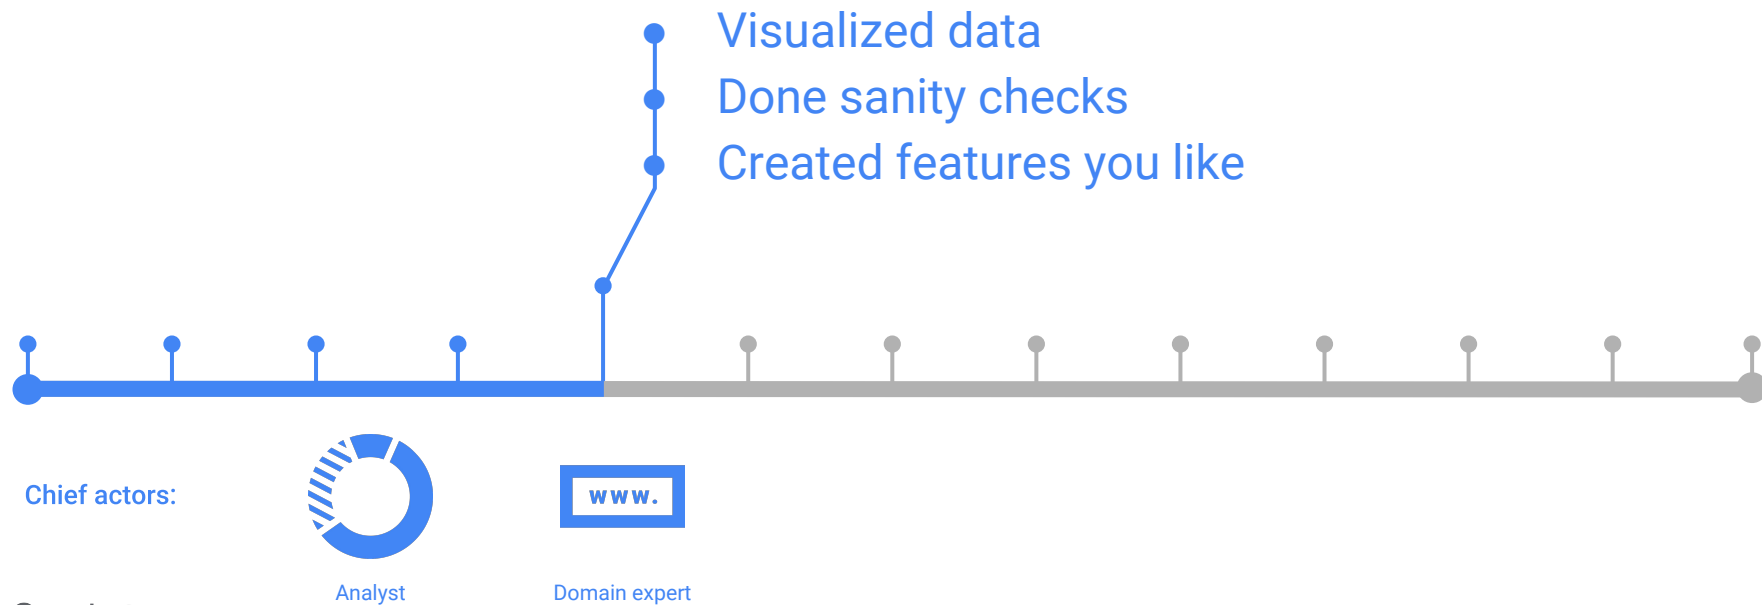 Visualized data
Done sanity checks
Created features you like
Chief actors:
www.
Analyst
Domain expert